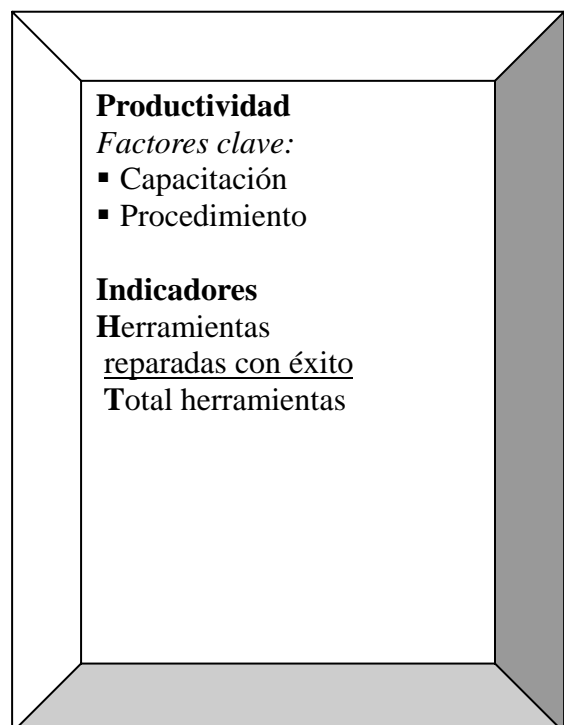 Productividad
Factores clave:
▪ Capacitación
▪ Procedimiento
Indicadores
Herramientas
reparadas con éxito
Total herramientas